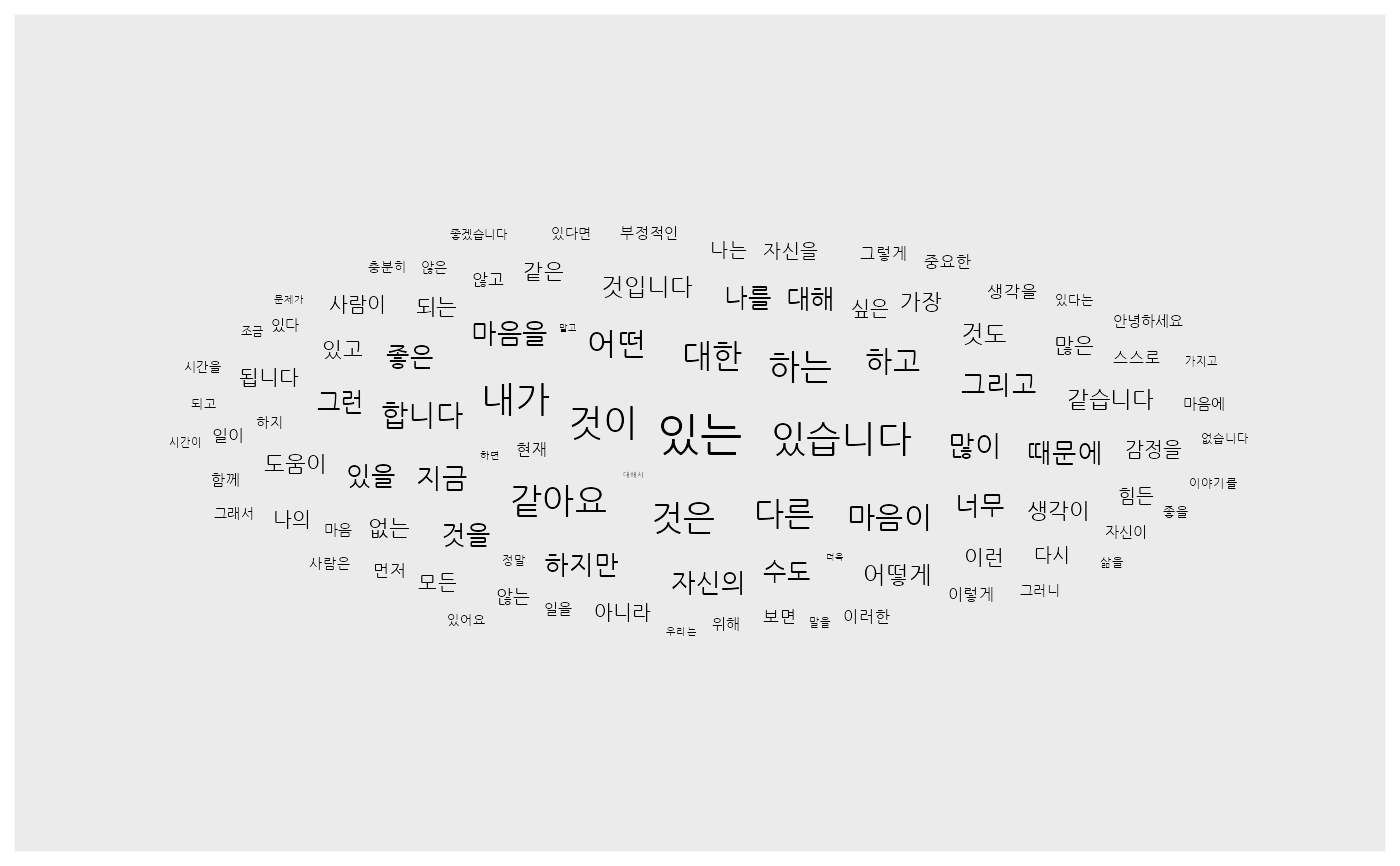 좋겠습니다 있다면 부정적인
나는 자신을 그렇게 중요한
충분히 않은 않고 같은 것입니다 나를 대해 싶은 가장 생각을 있다는
문제가 사람이 되는 안녕하세요
조금 있다 마음을 말고 어떤 것도 많은
있고 좋은 대한 하는 하고 스스로 가지고
시간을 됩니다 그리고 같습니다
되고 그런 합니다 내가 마음에
하지 것이 있는 있습니다
시간이 일이 하면 현재 많이 때문에 감정을 없습니다
도움이 있을 지금 대해서
함께 이야기를
그래서 나의 같아요 것은 다른 마음이 너무 생각이 힘든 좋을
마음 없는 것을 자신이
사람은 먼저 정말 하지만 더욱 이런 다시 삶을
모든 자신의 수도 어떻게
않는 이렇게 그러니
있어요 일을 아니라 우리는 위해 보면 말을 이러한